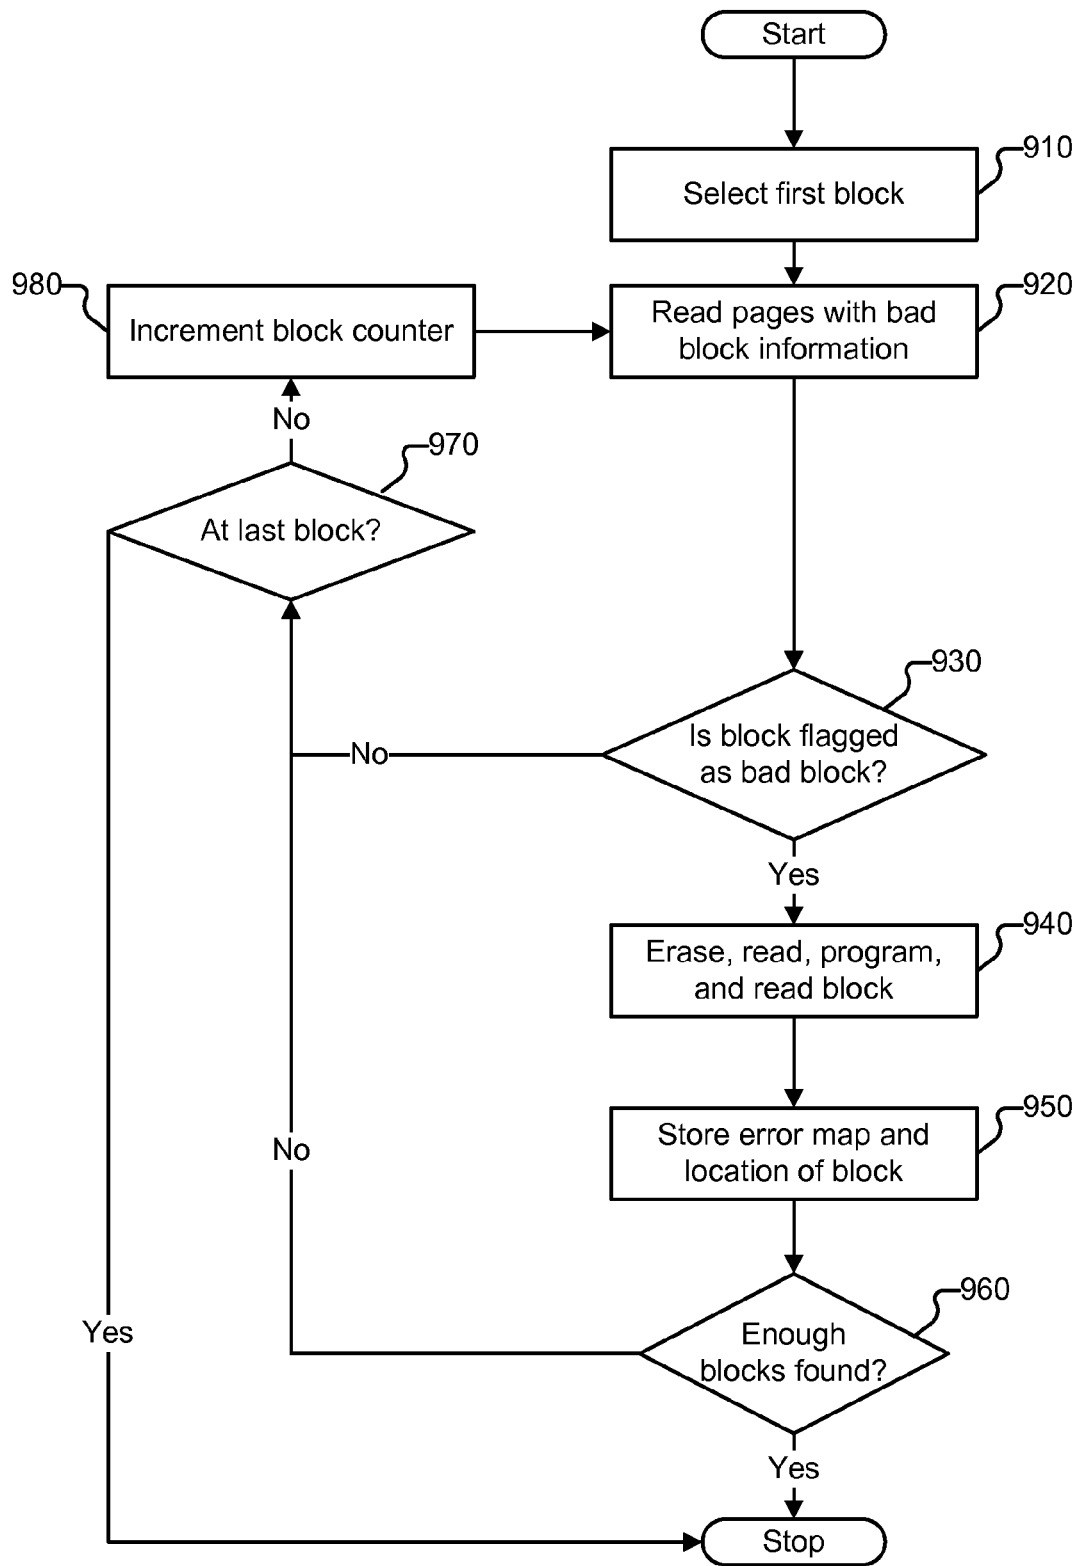 Start
910
Select first block
980
Increment block counter
920
Read pages with bad
block information
No
970
At last block?
930
Is block flagged
as bad block?
No
Yes
940
Erase, read, program,
and read block
950
Store error map and
location of block
No
960
Enough
blocks found?
Yes
Yes
Stop